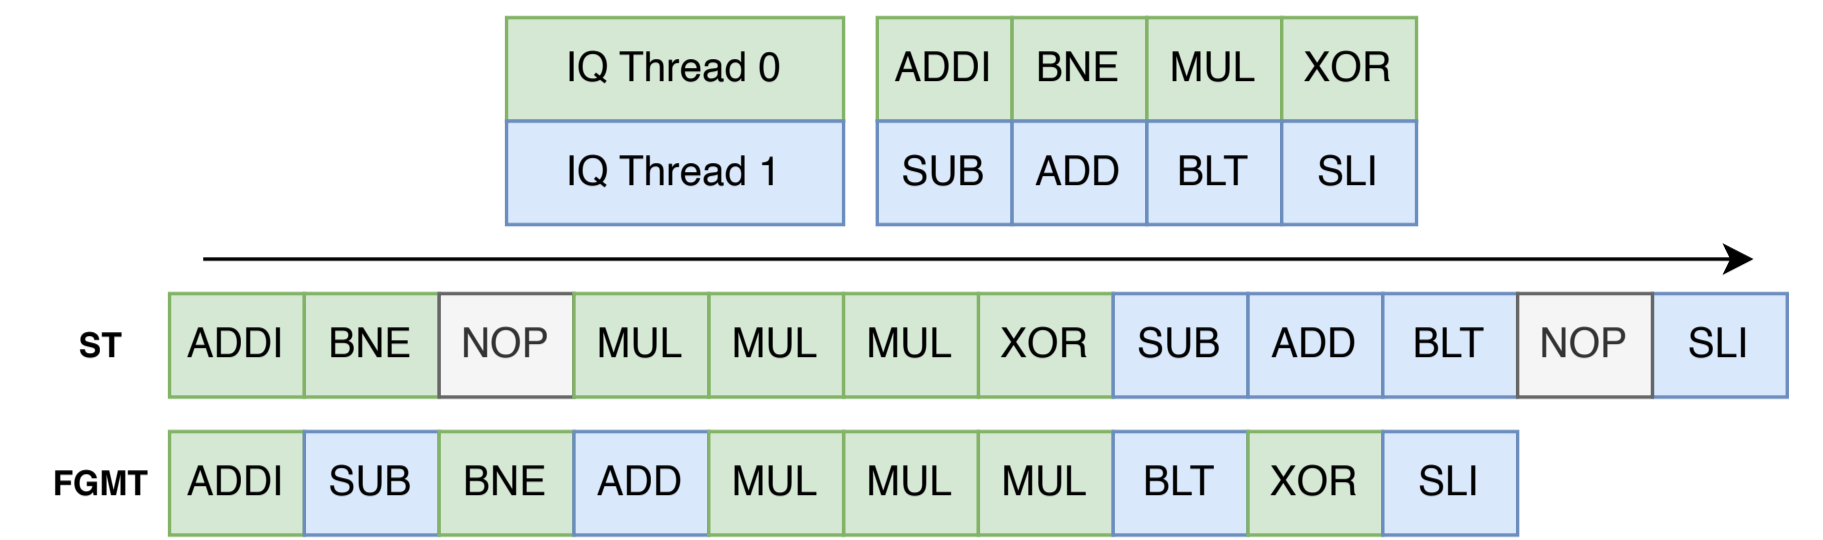 IQ Thread 0 ADDI BNE MUL XOR
IQ Thread 1 SUB ADD BLT SLI
ST ADDI BNE NOP MUL MUL MUL XOR SUB ADD BLT NOP SLI
FGMT ADDI SUB BNE ADD MUL MUL MUL BLT XOR SLI